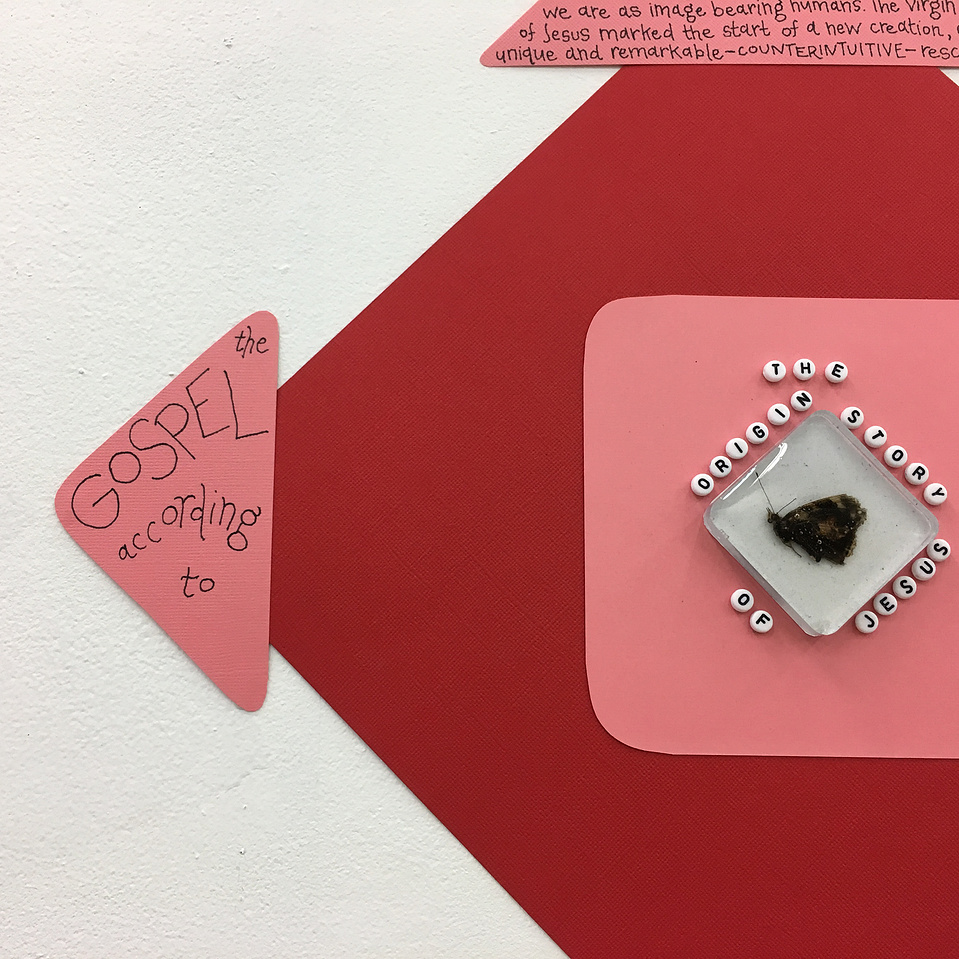 we are as image bearing humans. The virgin
of Jesus marked the start of a new creation,
unique and remarkable-COUNTERINTUITIVE-resc
the
GOSPEL
according
to
THE
ORIGIN STORY
OF JESUS